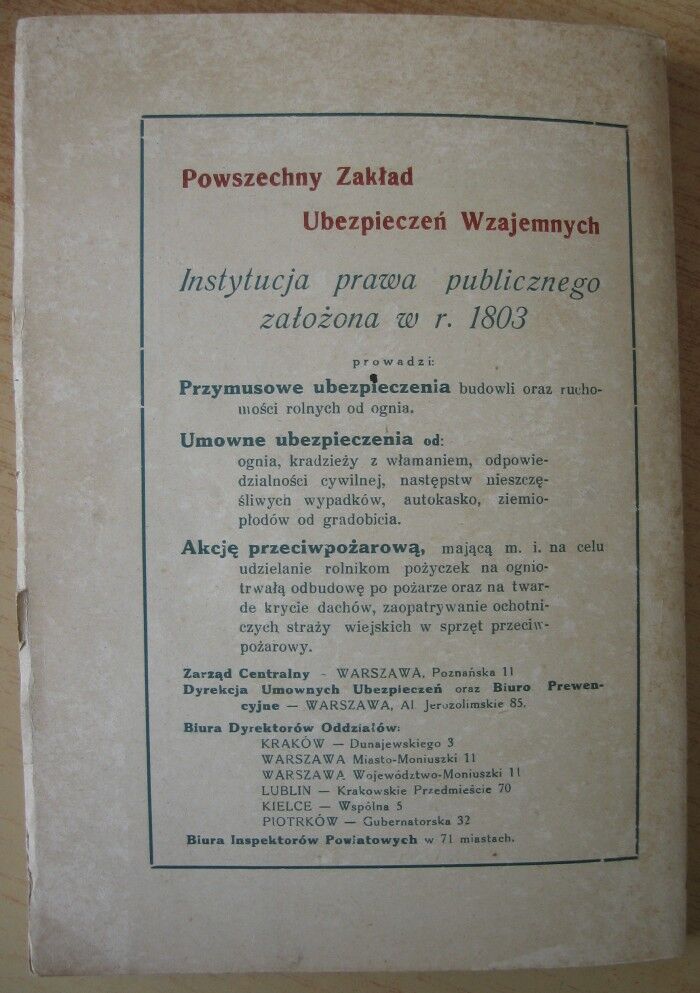 Powszechny Zakład
Ubezpieczeń Wzajemnych
Instytucja prawa publicznego
założona w r. 1803
prowadzi:
Przymusowe ubezpieczenia budowli oraz rucho-
mości rolnych od ognia.
Umowne ubezpieczenia od:
ognia, kradzieży z włamaniem, odpowie-
dzialności cywilnej, następstw nieszczę-
śliwych wypadków, autokasko, ziemio-
płodów od gradobicia.
Akcję przeciwpożarową, mającą m. i. na celu
udzielanie rolnikom pożyczek na ognio-
trwałą odbudowę po pożarze oraz na twar-
de krycie dachów, zaopatrywanie ochotni-
czych straży wiejskich w sprzęt przeciw-
pożarowy.
Zarząd Centralny - WARSZAWA, Poznańska 11
Dyrekcja Umownych Ubezpieczeń oraz Biuro Prewen-
cyjne — WARSZAWA, Al. Jerozolimskie 85.
Biura Dyrektorów Oddziałów:
KRAKÓW — Dunajewskiego 3
WARSZAWA Miasto-Moniuszki 11
WARSZAWA Województwo-Moniuszki 11
LUBLIN — Krakowskie Przedmieście 70
KIELCE — Wspólna 5
PIOTRKÓW — Gubernatorska 32
Biura Inspektorów Powiatowych w 71 miastach.